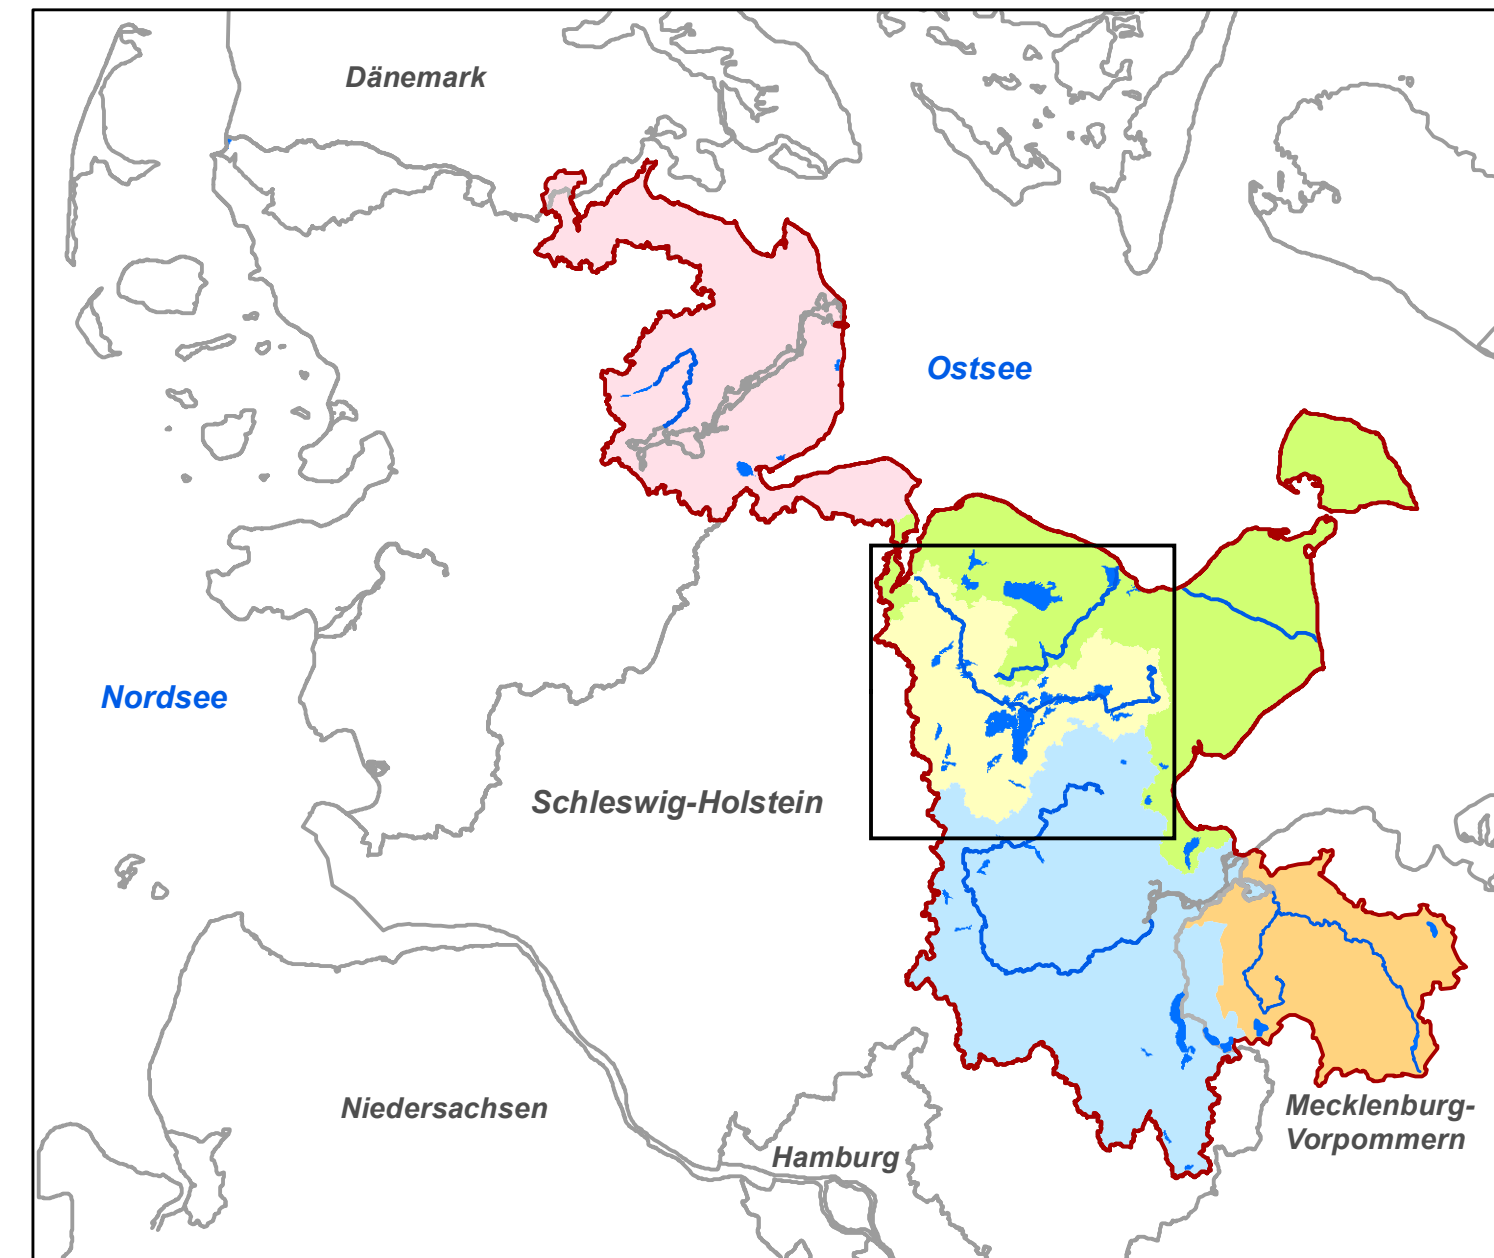 Dänemark
Ostsee
Nordsee
Schleswig-Holstein
Niedersachsen
Mecklenburg-
Vorpommern
Hamburg